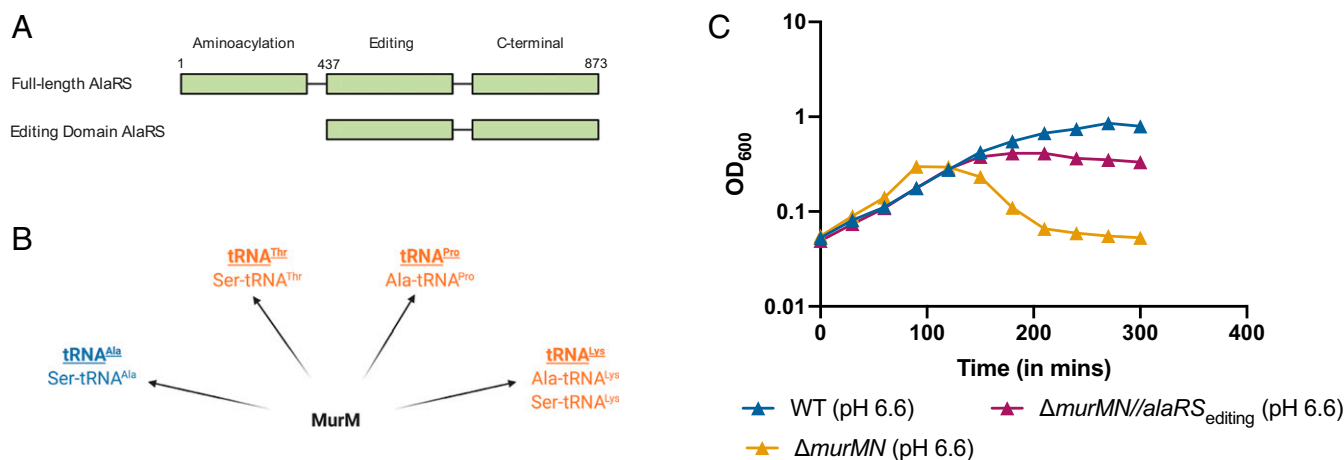 A
Aminoacylation Editing C-terminal
1 437 873
Full-length AlaRS
Editing Domain AlaRS
B
tRNAThr
Ser-tRNAThr
tRNAPro
Ala-tRNAPro
tRNAAla
Ser-tRNAAla
tRNALys
Ala-tRNALys
Ser-tRNALys
MurM
C
OD600
1
0.1
0.01
0 100 200 300 400
Time (in mins)
WT (pH 6.6)
ΔmurMN//alaRSediting (pH 6.6)
ΔmurMN (pH 6.6)